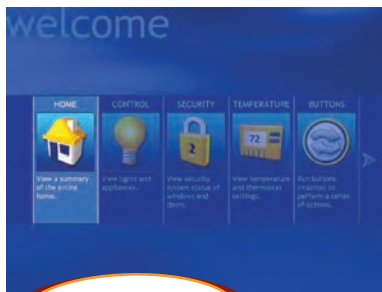 welcome
HOME
CONTROL
SECURITY
TEMPERATURE
BUTTONS
2
72
View a summary
of the entire
home.
View lights and
appliances.
View security
system status of
windows and
doors.
View temperature
and thermostat
settings.
Run buttons
(macros) to
perform a series
of actions.